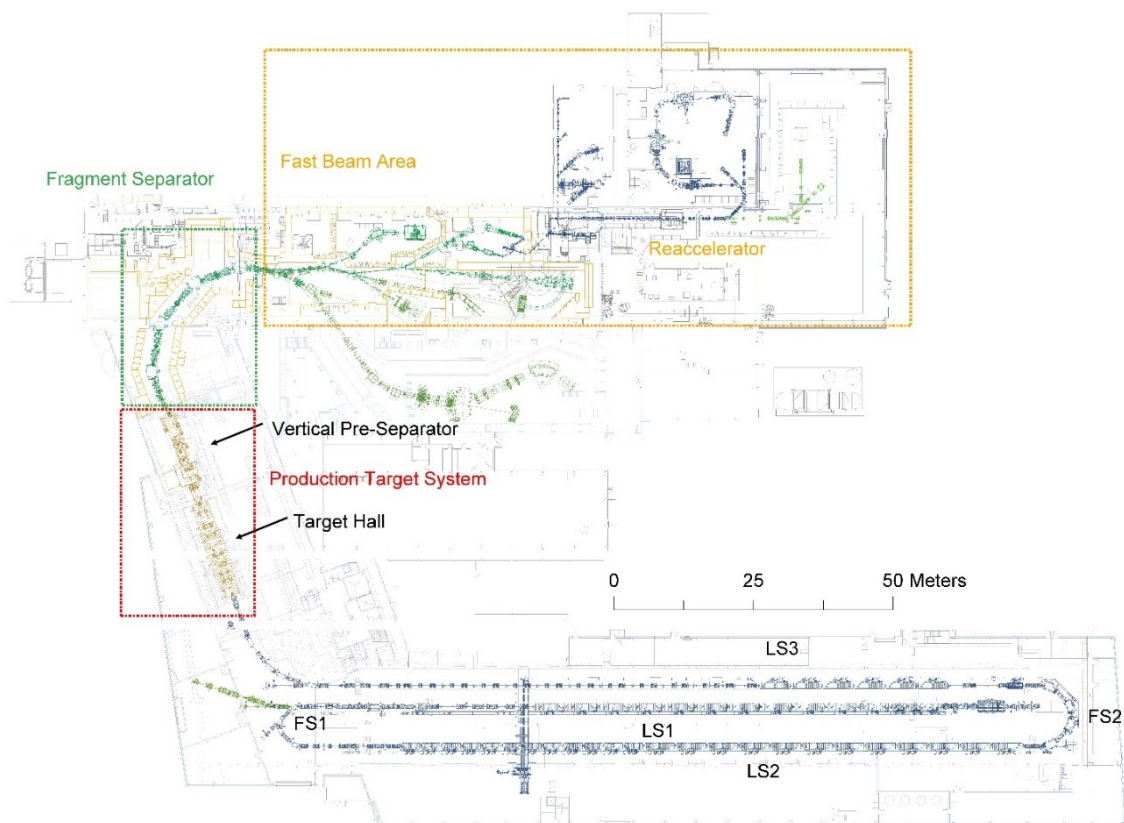 Fast Beam Area
Fragment Separator
Reaccelerator
Vertical Pre-Separator
Production Target System
Target Hall
0 25 50 Meters
LS3
FS1
LS1
FS2
LS2